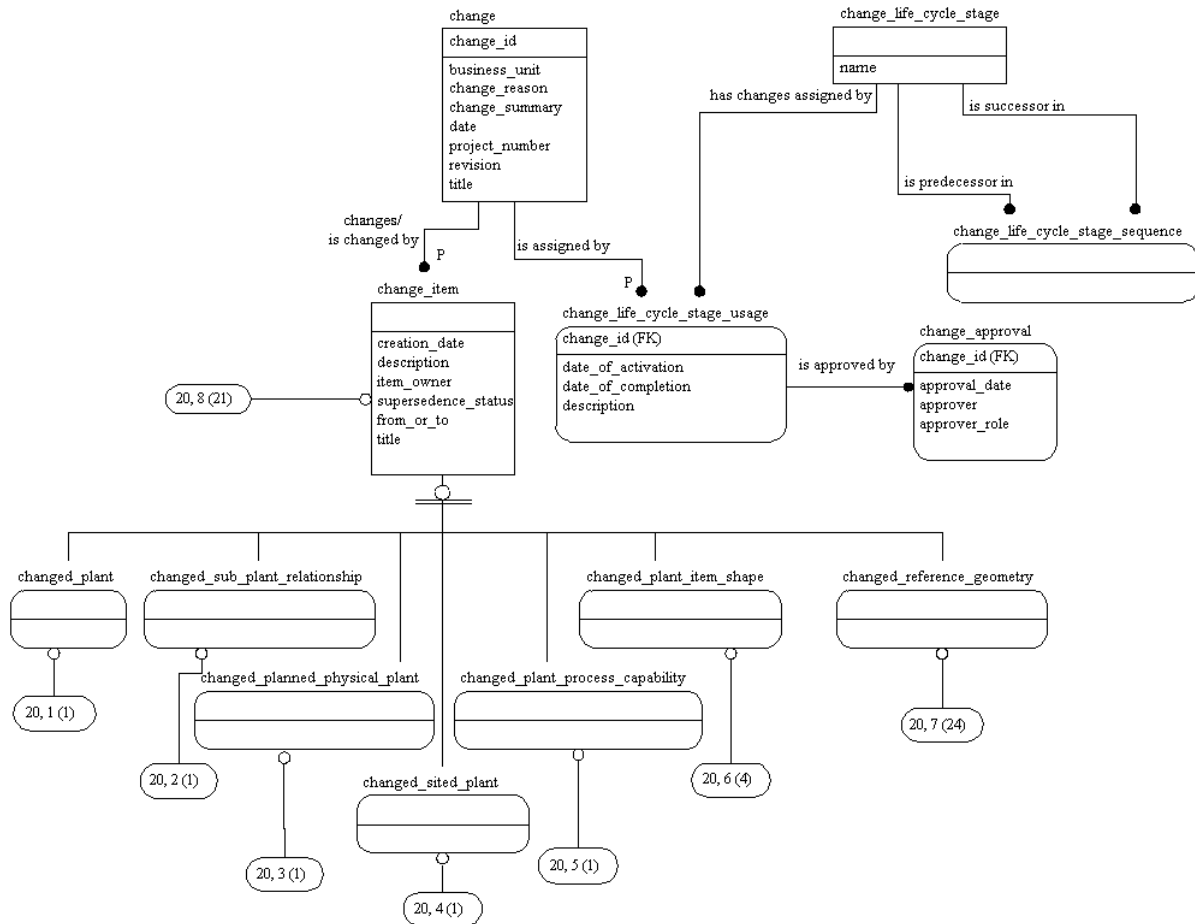 change
change_id
business_unit
change_reason
change_summary
date
project_number
revision
title
change_life_cycle_stage
name
has changes assigned by
is successor in
is predecessor in
changes/
is changed by
P
is assigned by
P
change_life_cycle_stage_sequence
change_item
creation_date
description
item_owner
supersedence_status
from_or_to
title
20, 8 (21)
change_life_cycle_stage_usage
change_id (FK)
date_of_activation
date_of_completion
description
is approved by
change_approval
change_id (FK)
approval_date
approver
approver_role
changed_plant
changed_sub_plant_relationship
changed_plant_item_shape
changed_reference_geometry
changed_planned_physical_plant
changed_plant_process_capability
20, 1 (1)
20, 7 (24)
20, 2 (1)
changed_sited_plant
20, 6 (4)
20, 3 (1)
20, 5 (1)
20, 4 (1)